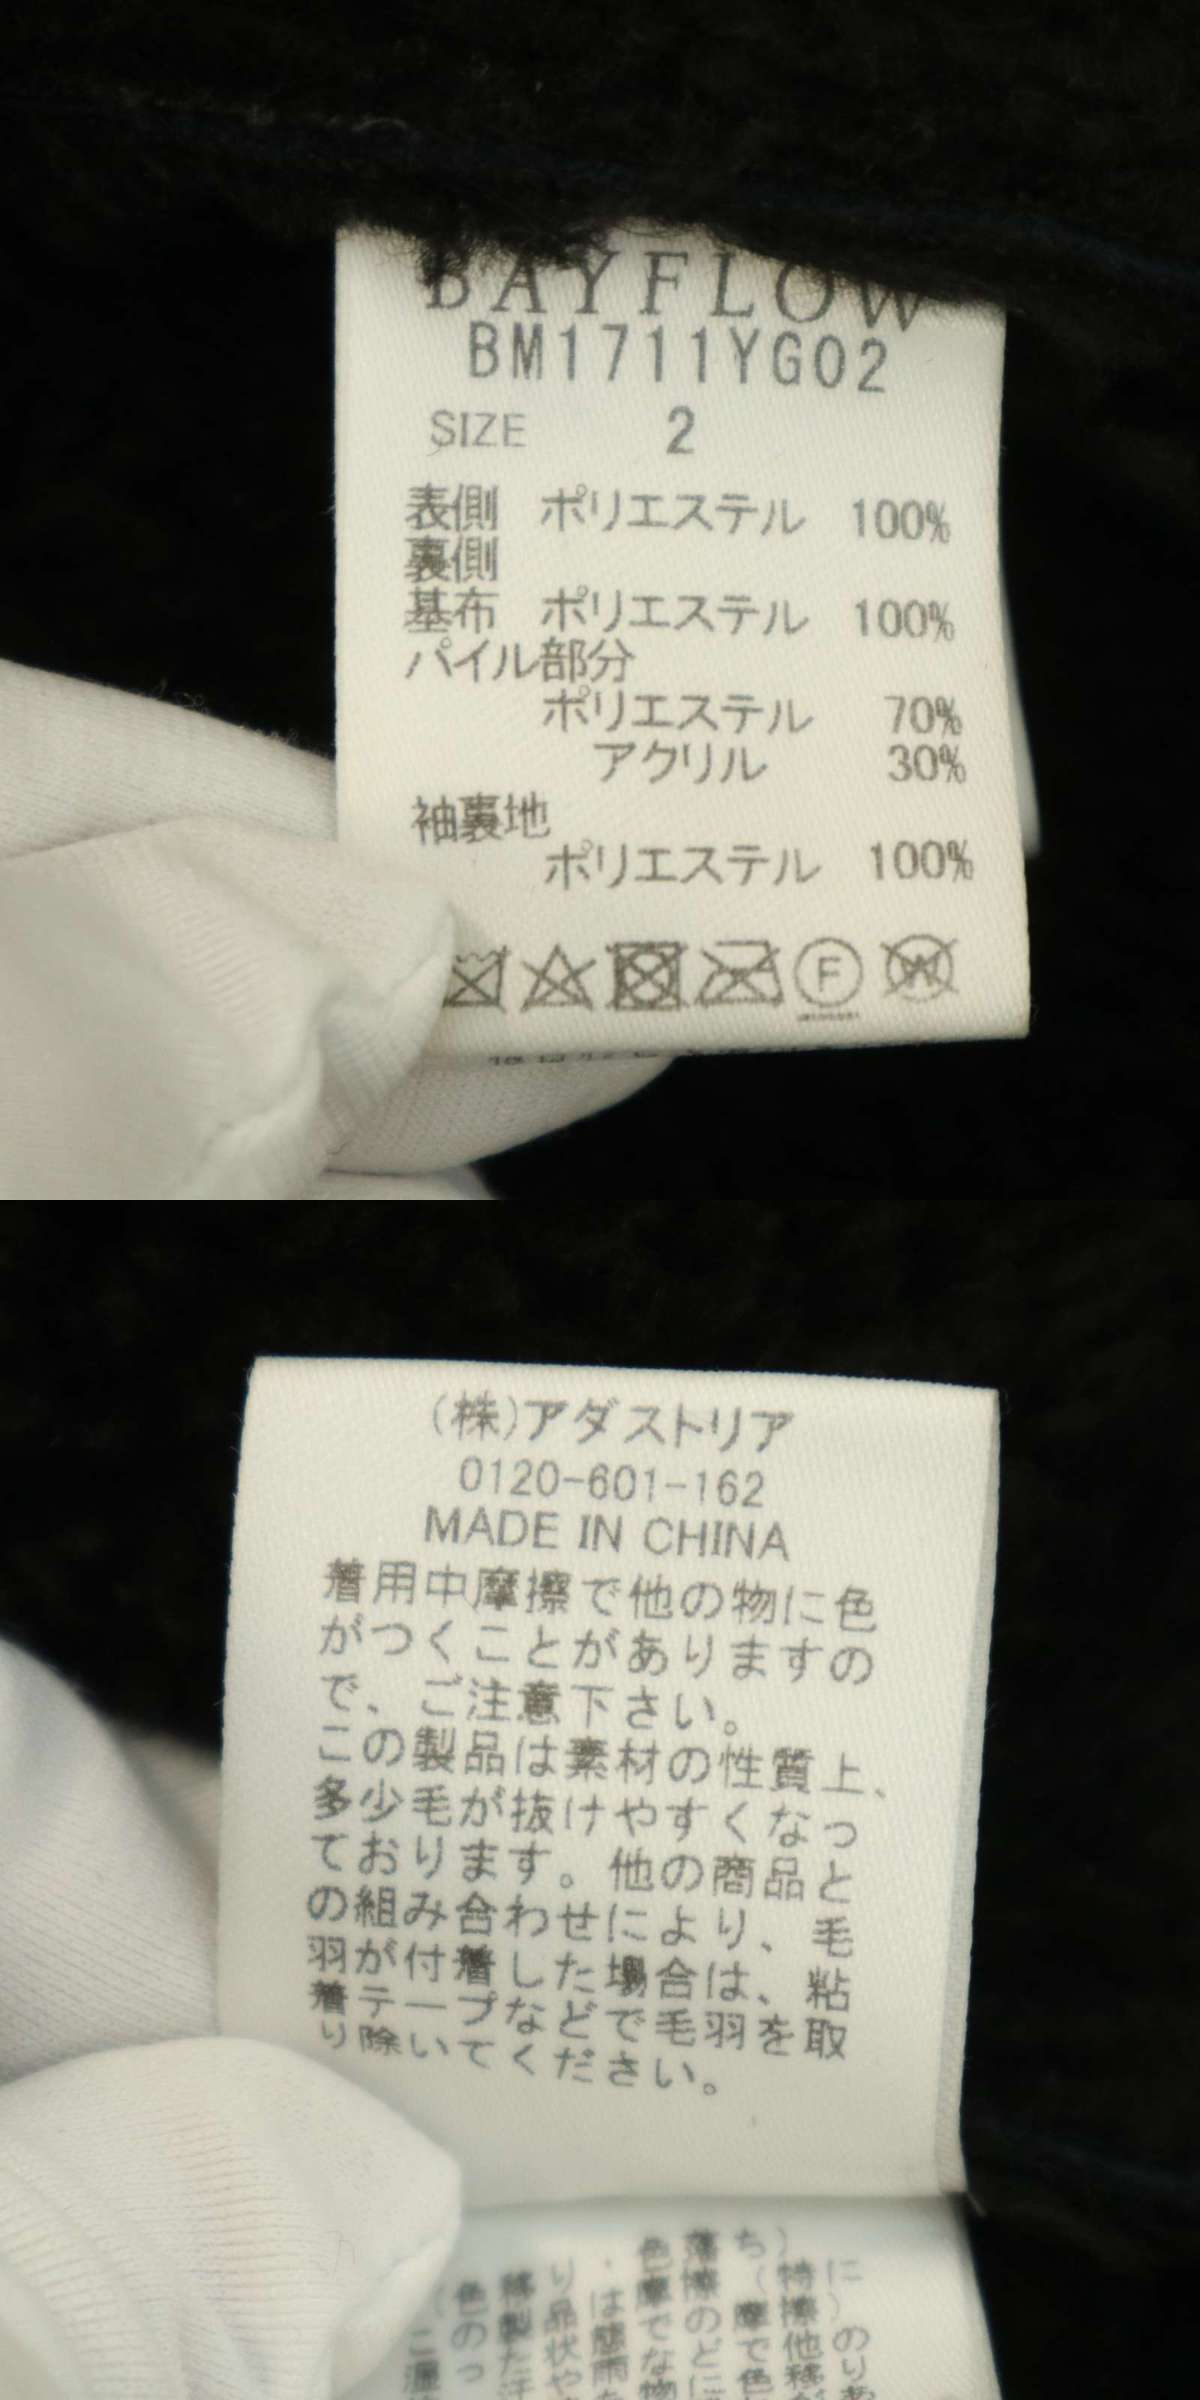 BAYFLOW
BM1711YG02
SIZE 2
表側 ポリエステル 100%
裏側
基布 ポリエステル 100%
パイル部分
ポリエステル 70%
アクリル 30%
袖裏地
ポリエステル 100%
F W
(株)アダストリア
0120-601-162
MADE IN CHINA
着用中摩擦で他の物に色
がつくことがありますの
で、ご注意下さい。
この製品は素材の性質上、
多少毛が抜けやすくなっ
ております。他の商品と
の組み合わせにより、毛
羽が付着した場合は、粘
着テープなどで毛羽を取
り除いてください。